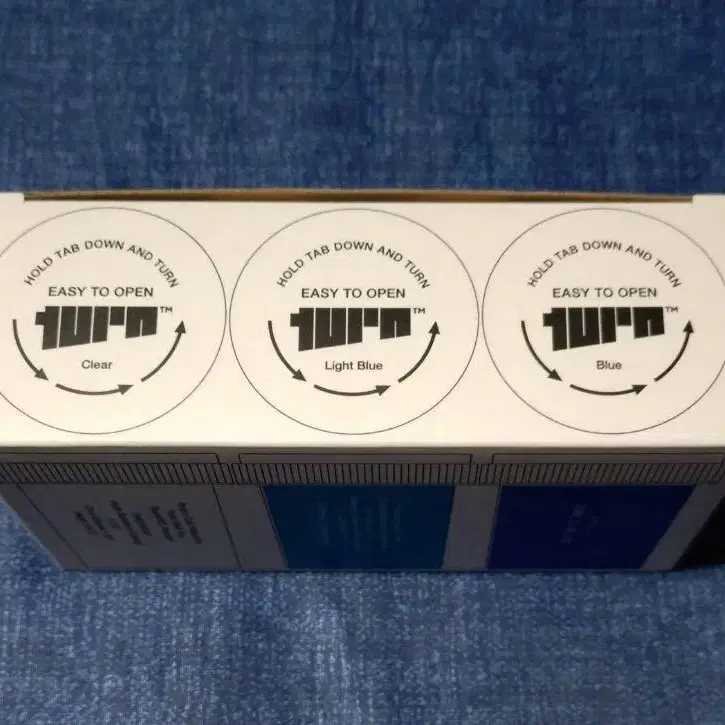 HOLD TAB DOWN AND TURN
EASY TO OPEN
turn™
Clear
HOLD TAB DOWN AND TURN
EASY TO OPEN
turn™
Light Blue
HOLD TAB DOWN AND TURN
EASY TO OPEN
turn™
Blue